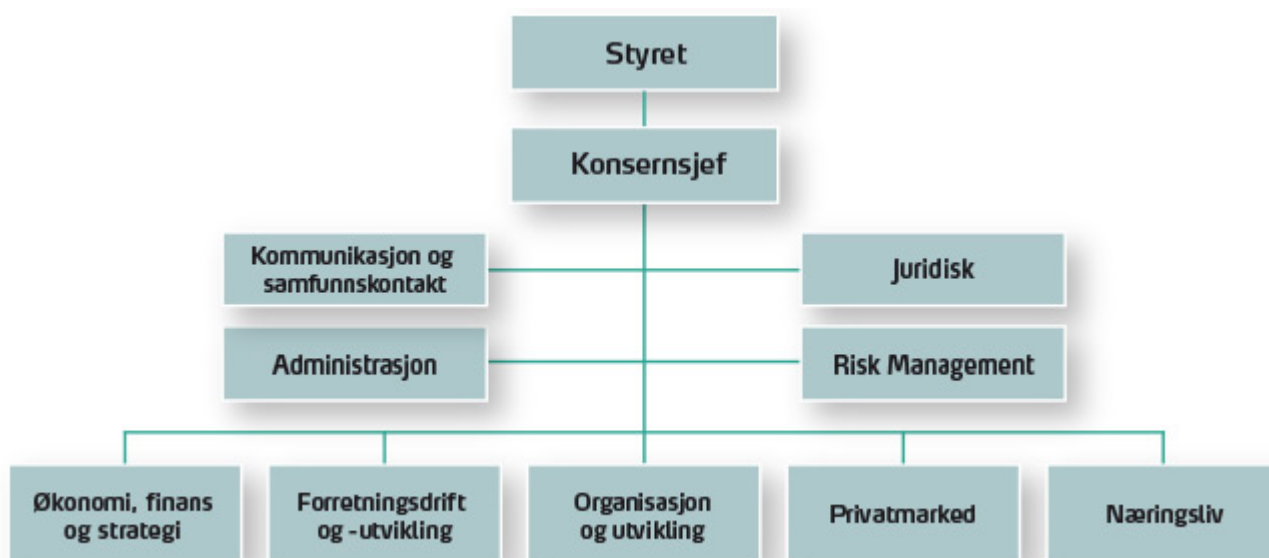 Styret
Konsernsjef
Kommunikasjon og
samfunnskontakt
Juridisk
Administrasjon
Risk Management
Økonomi, finans
og strategi
Forretningsdrift
og -utvikling
Organisasjon
og utvikling
Privatmarked
Næringsliv